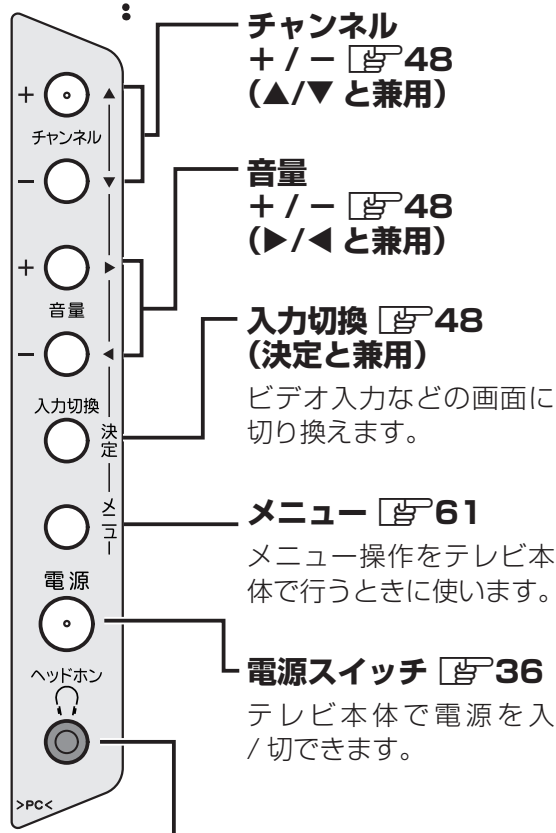 +
▲
チャンネル
−
▼
+
▶
音量
−
◀
入力切換
決定
メニュー
電源
ヘッドホン
>PC<
チャンネル
+ / − 48
(▲/▼ と兼用)
音量
+ / − 48
(▶/◀ と兼用)
入力切換 48
(決定と兼用)
ビデオ入力などの画面に
切り換えます。
メニュー 61
メニュー操作をテレビ本
体で行うときに使います。
電源スイッチ 36
テレビ本体で電源を入
/ 切できます。